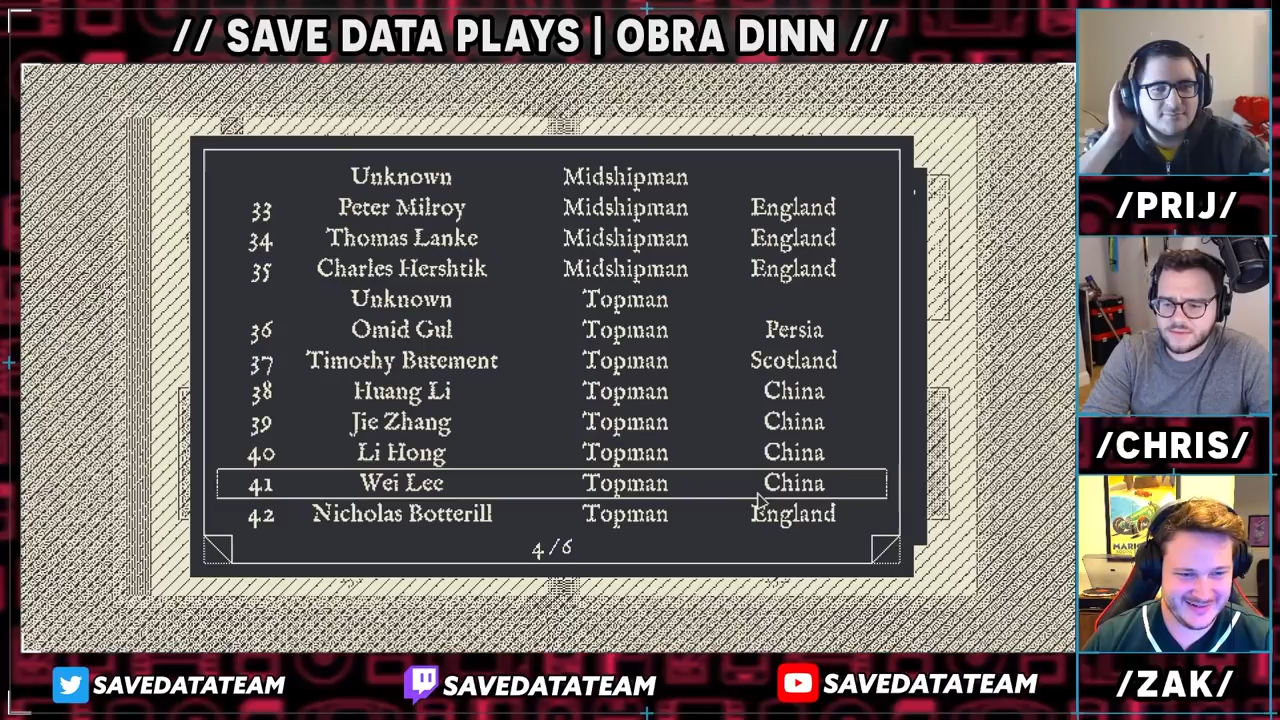 // SAVE DATA PLAYS | OBRA DINN //
Unknown Midshipman
33 Peter Milroy Midshipman England
34 Thomas Lanke Midshipman England
35 Charles Hershtik Midshipman England
Unknown Topman
36 Omid Gul Topman Persia
37 Timothy Butement Topman Scotland
38 Huang Li Topman China
39 Jie Zhang Topman China
40 Li Hong Topman China
41 Wei Lee Topman China
42 Nicholas Botterill Topman England
4/6
/PRIJ/
/CHRIS/
MARIO
/ZAK/
SAVEDATATEAM
SAVEDATATEAM
SAVEDATATEAM